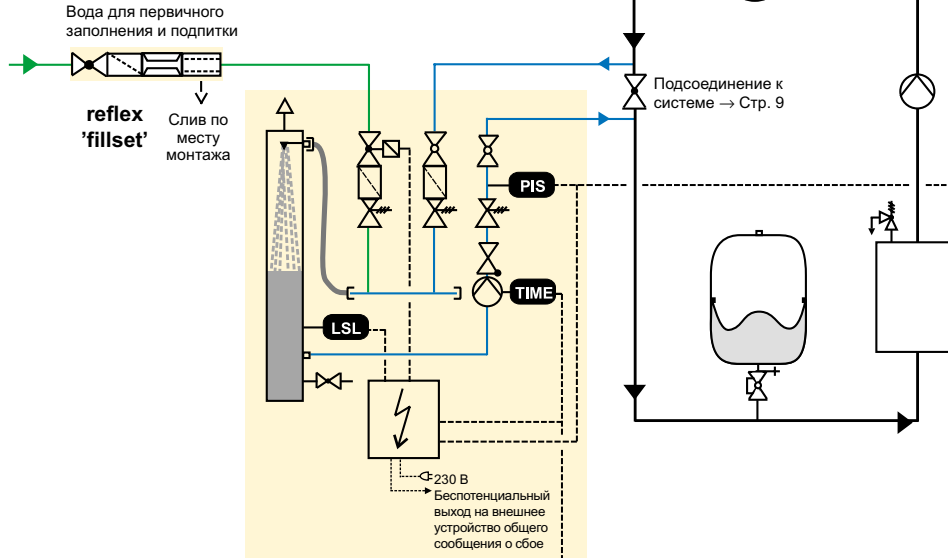 Вода для первичного
заполнения и подпитки
reflex
'fillset'
Слив по
месту
монтажа
Подсоединение к
системе → Стр. 9
PIS
TIME
LSL
230 В
Беспотенциальный
выход на внешнее
устройство общего
сообщения о сбое